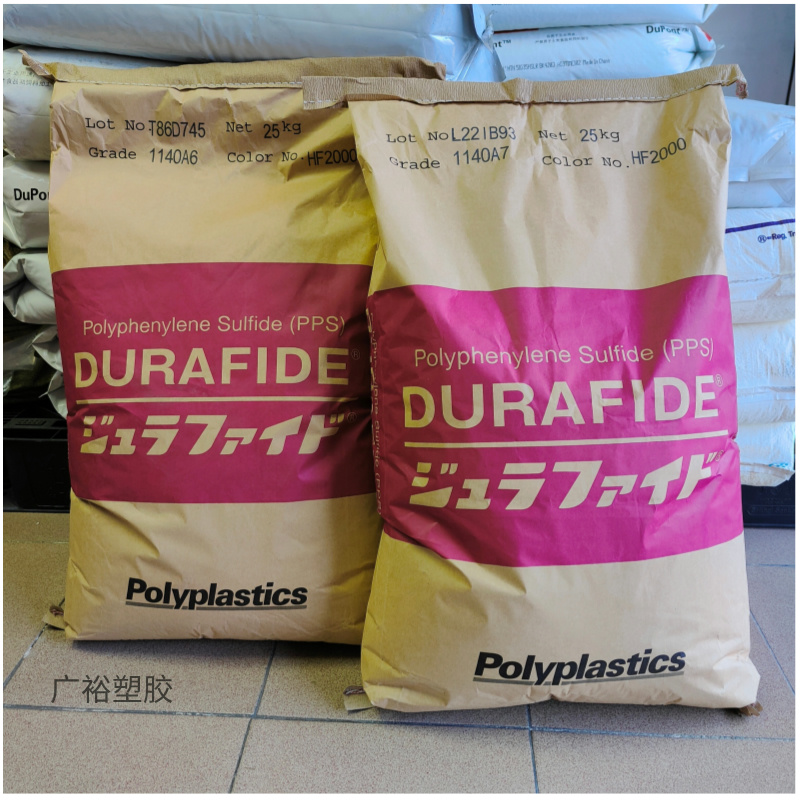 DuPont™
Lot No.T86D745 Net 25kg
Grade 1140A6 Color No.HF2000
Polyphenylene Sulfide (PPS)
DURAFIDE®
ジュラファイド
Polyplastics
Lot No L221B93 Net 25kg
Grade 1140A7 Color No.HF2000
Polyphenylene Sulfide (PPS)
DURAFIDE®
ジュラファイド
Polyplastics
广裕塑胶